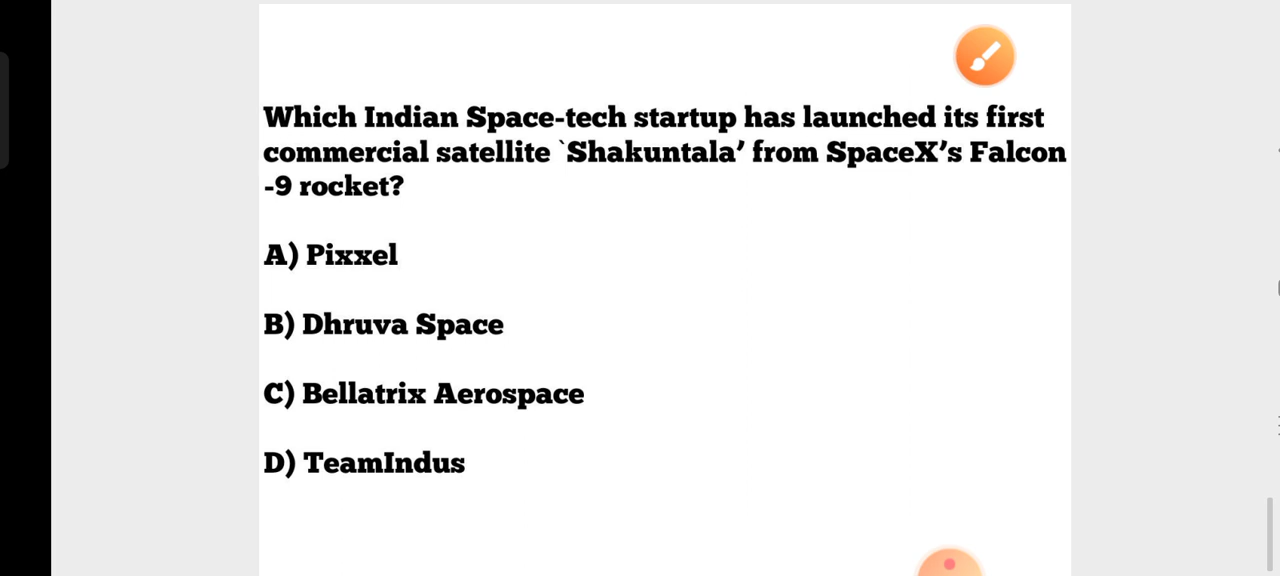 Which Indian Space-tech startup has launched its first
commercial satellite `Shakuntala’ from SpaceX’s Falcon
-9 rocket?
A) Pixxel
B) Dhruva Space
C) Bellatrix Aerospace
D) TeamIndus